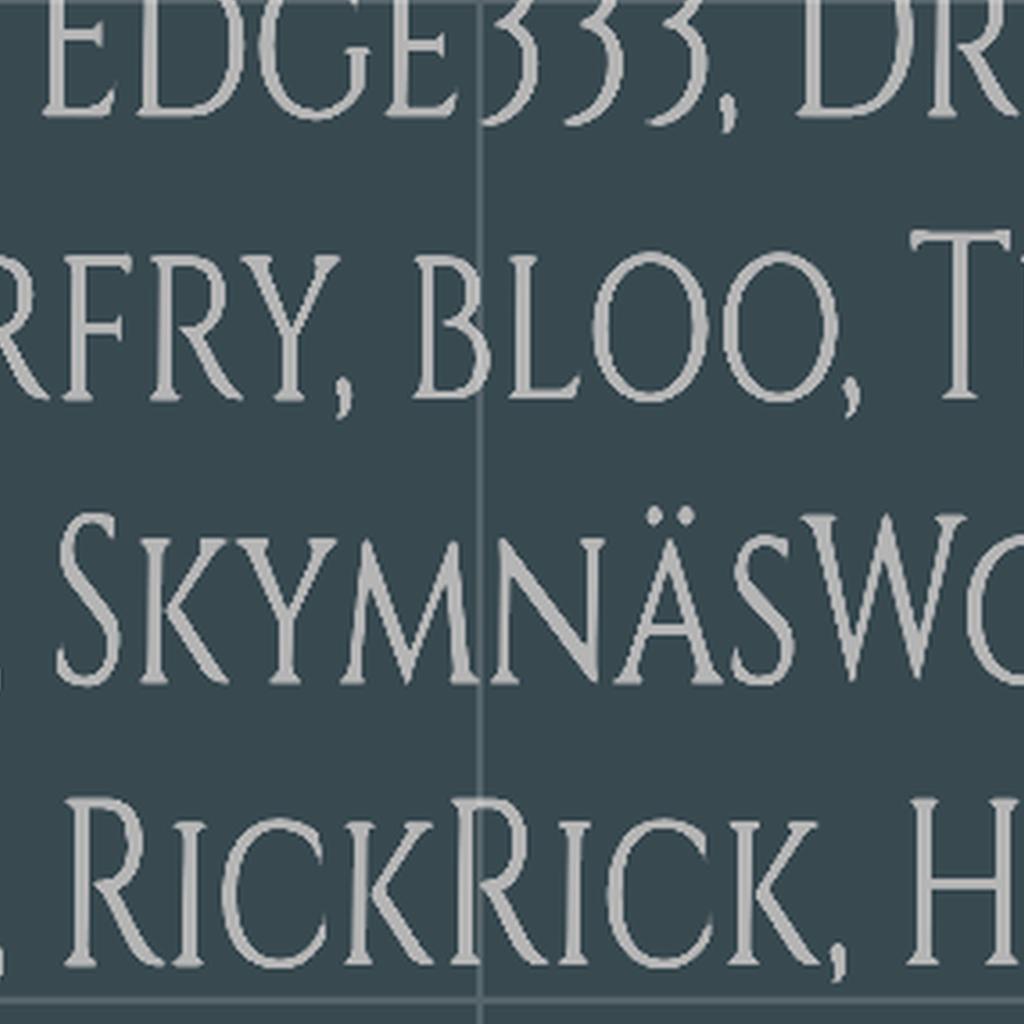 EDGE333, DR
RFRY, BLOO, T
SKYMNÄSWO
, RICKRICK, H